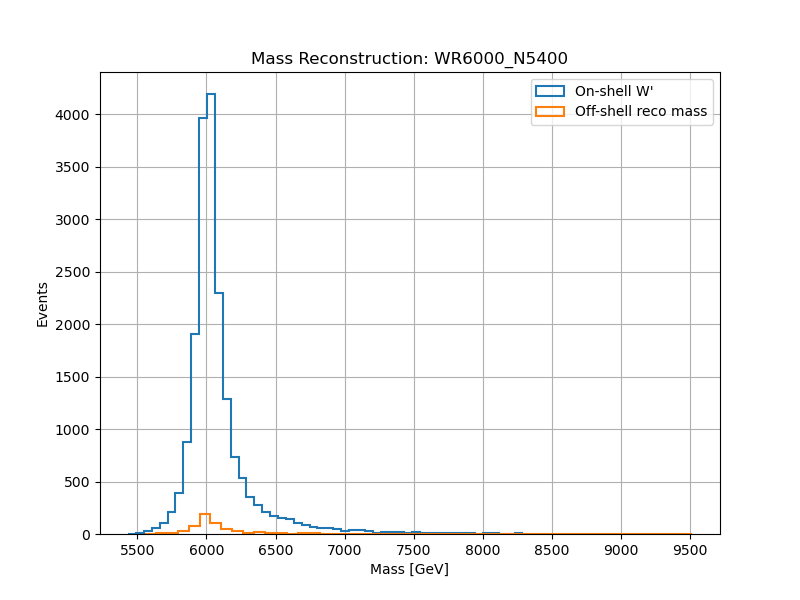 Mass Reconstruction: WR6000_N5400
On-shell W'
Off-shell reco mass
4000
3500
3000
2500
2000
1500
1000
500
0
Events
5500 6000 6500 7000 7500 8000 8500 9000 9500
Mass [GeV]